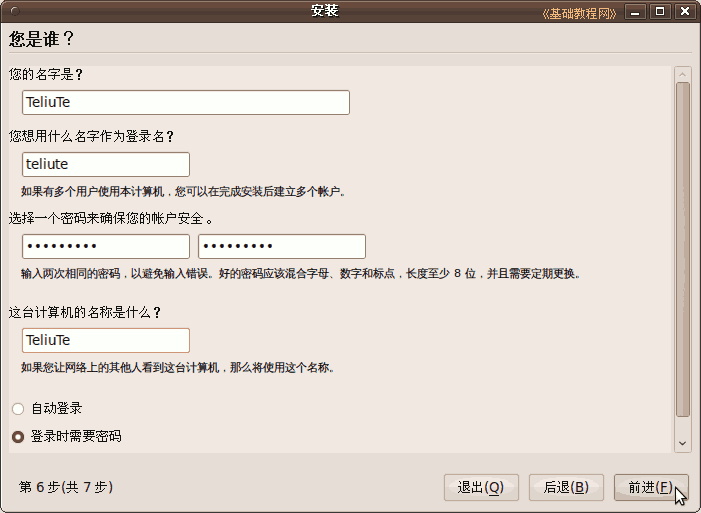 安装
《基础教程网》
您是谁？
您的名字是？
TeliuTe
您想用什么名字作为登录名？
teliute
如果有多个用户使用本计算机，您可以在完成安装后建立多个帐户。
选择一个密码来确保您的帐户安全。
••••••••• •••••••••
输入两次相同的密码，以避免输入错误。好的密码应该混合字母、数字和标点，长度至少 8 位，并且需要定期更换。
这台计算机的名称是什么？
TeliuTe
如果您让网络上的其他人看到这台计算机，那么将使用这个名称。
自动登录
登录时需要密码
第 6 步(共 7 步) 退出(Q) 后退(B) 前进(F)